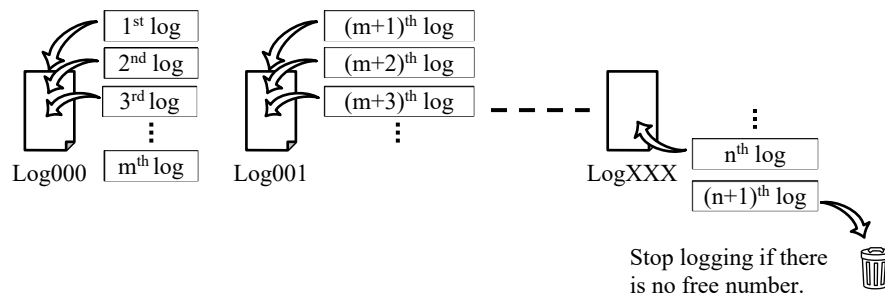 1st log
2nd log
3rd log
⋮
mth log
Log000
(m+1)th log
(m+2)th log
(m+3)th log
⋮
Log001
⋮
nth log
(n+1)th log
LogXXX
Stop logging if there
is no free number.